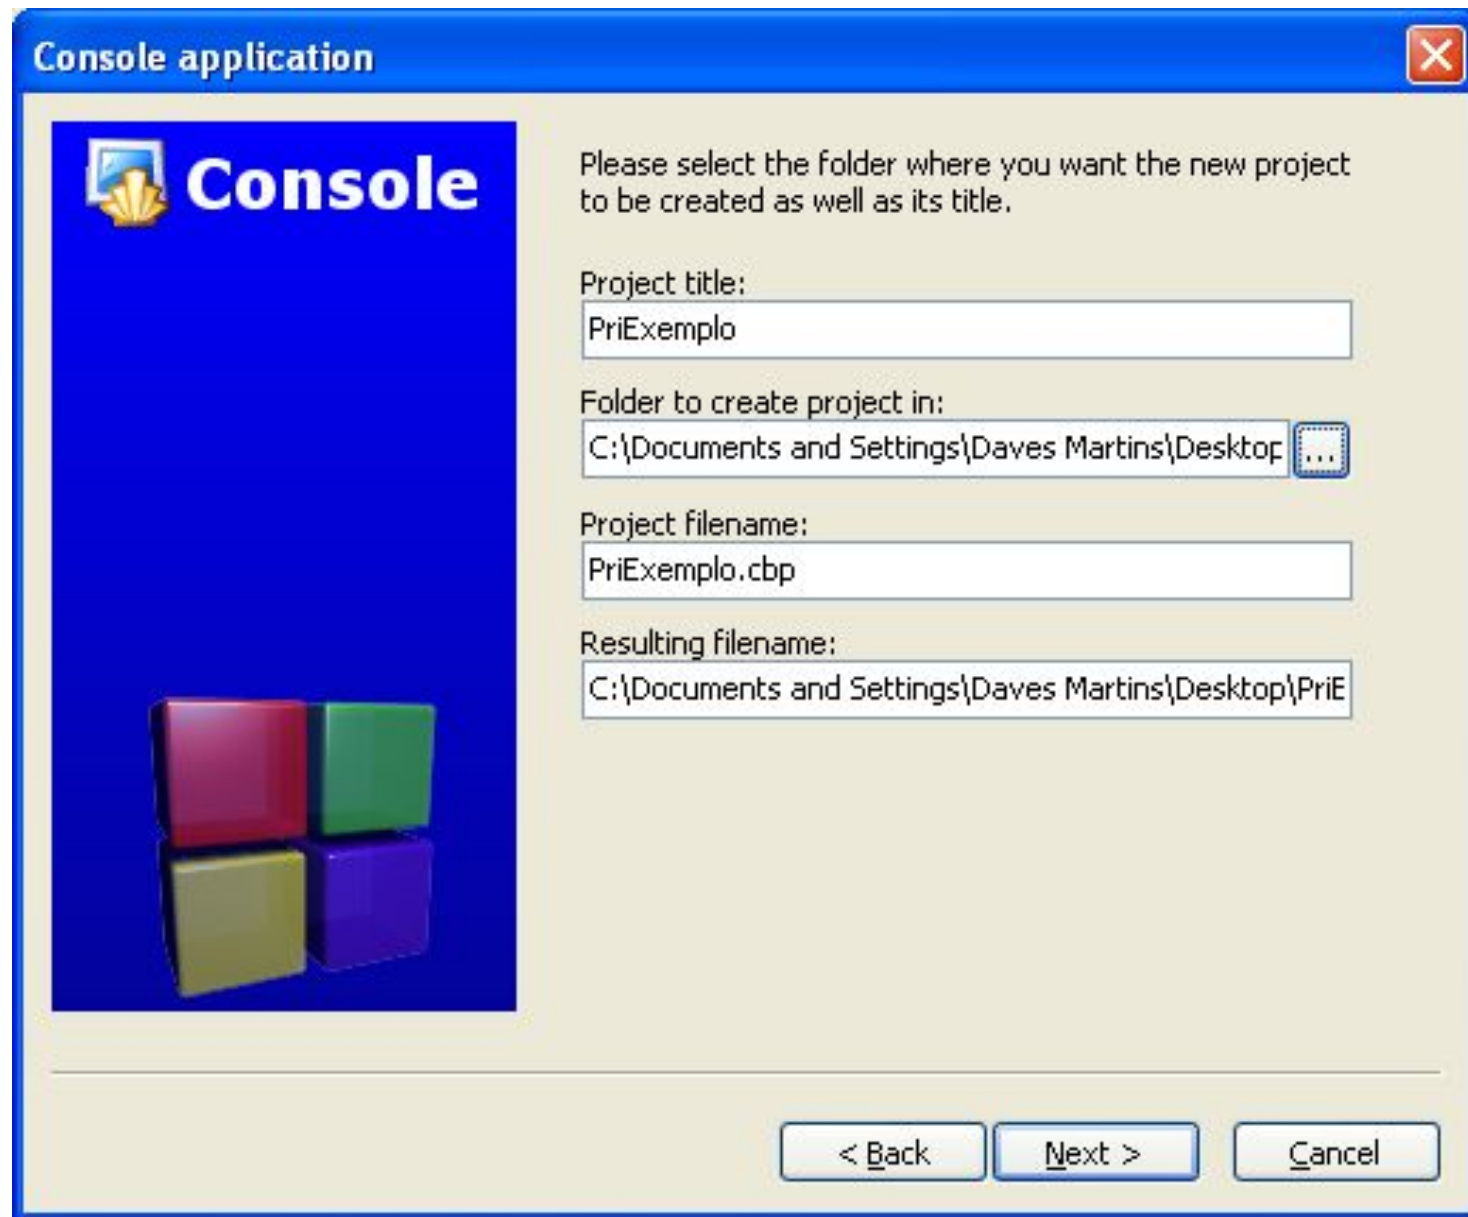 Console application
Console
Please select the folder where you want the new project
to be created as well as its title.
Project title:
PriExemplo
Folder to create project in:
C:\Documents and Settings\Daves Martins\Desktop
...
Project filename:
PriExemplo.cbp
Resulting filename:
C:\Documents and Settings\Daves Martins\Desktop\PriE
< Back
Next >
Cancel